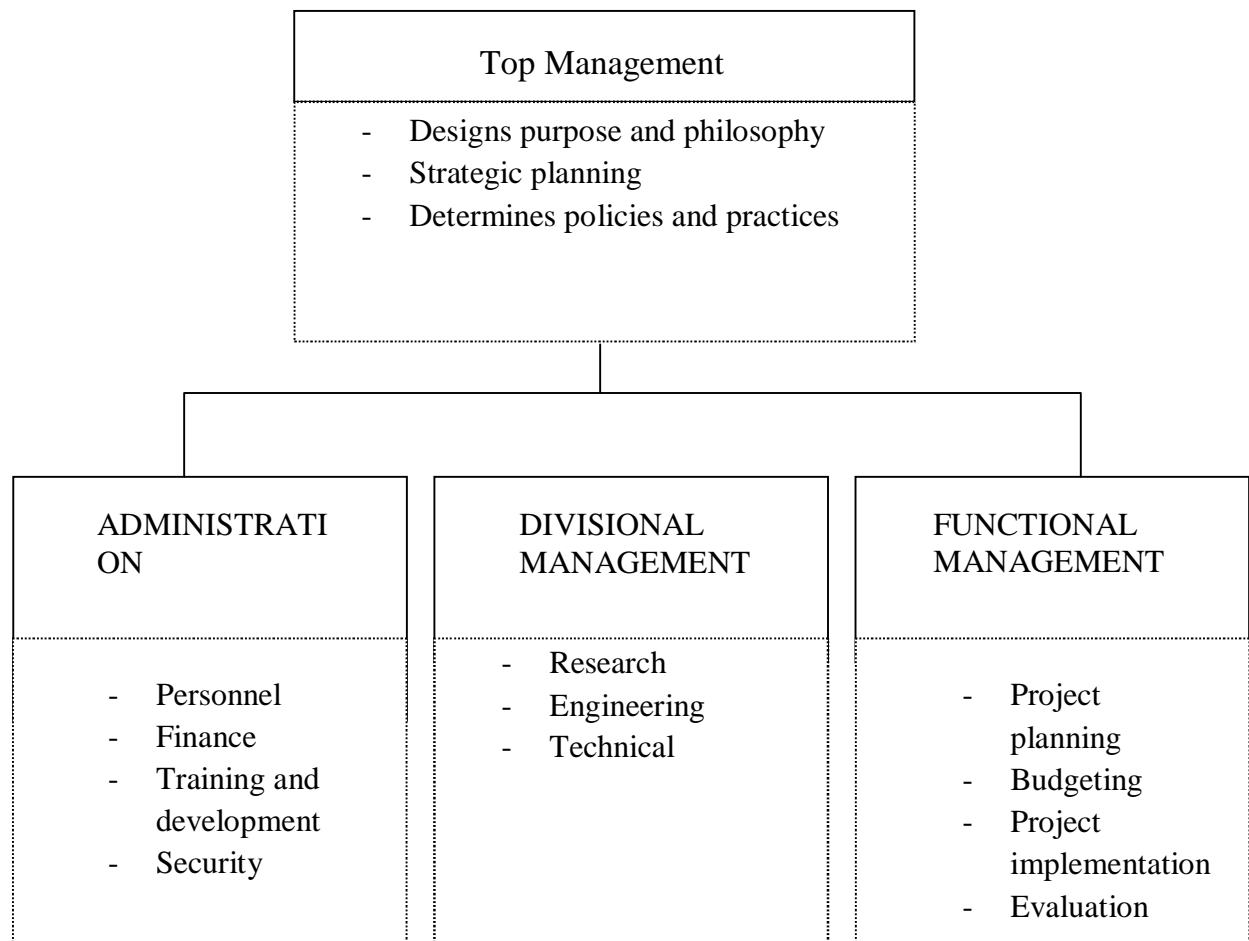 Top Management
- Designs purpose and philosophy
- Strategic planning
- Determines policies and practices
ADMINISTRATI
ON
- Personnel
- Finance
- Training and
development
- Security
DIVISIONAL
MANAGEMENT
- Research
- Engineering
- Technical
FUNCTIONAL
MANAGEMENT
- Project
planning
- Budgeting
- Project
implementation
- Evaluation